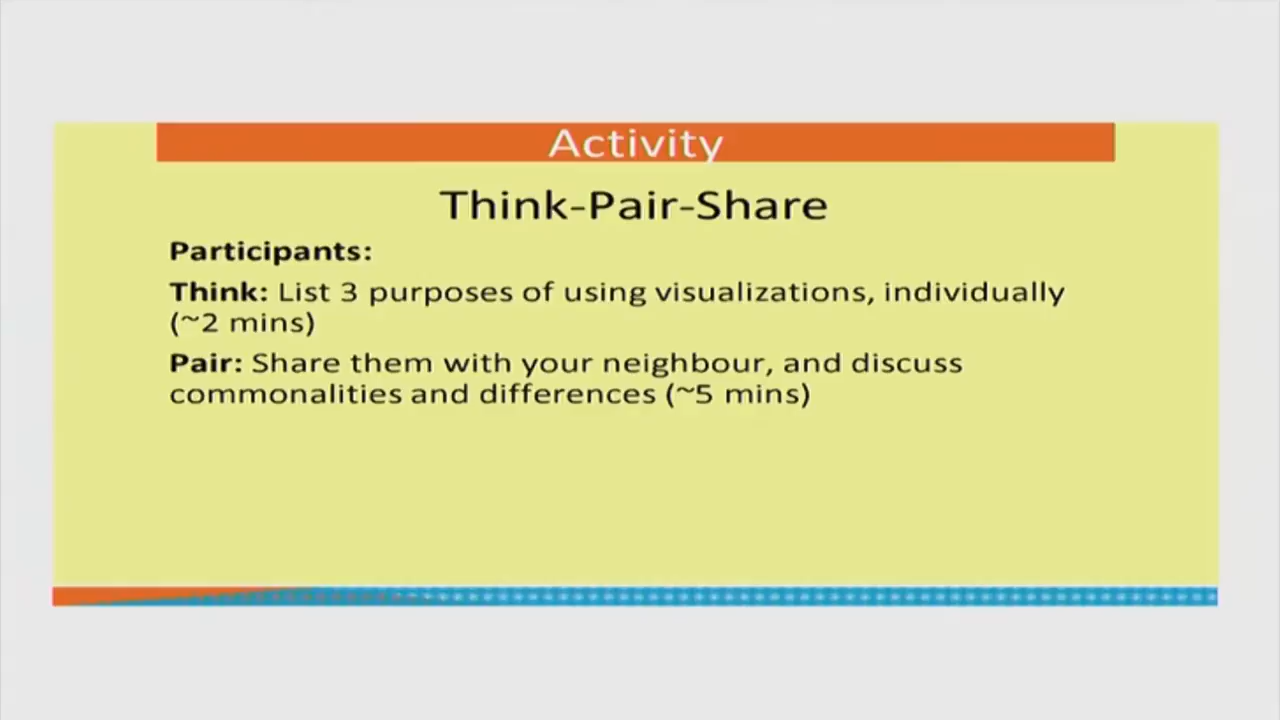 Activity
Think-Pair-Share
Participants:
Think: List 3 purposes of using visualizations, individually
(~2 mins)
Pair: Share them with your neighbour, and discuss
commonalities and differences (~5 mins)